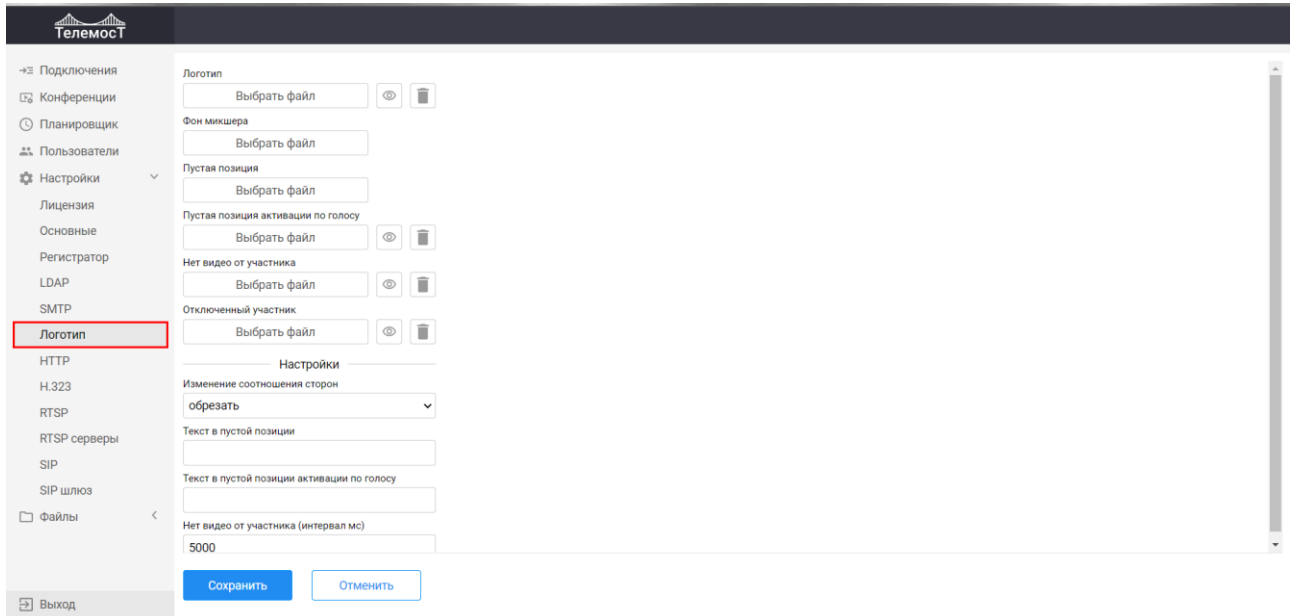 ТелемосТ
Подключения
Конференции
Планировщик
Пользователи
Настройки
Лицензия
Основные
Регистратор
LDAP
SMTP
Логотип
HTTP
H.323
RTSP
RTSP серверы
SIP
SIP шлюз
Файлы
Выход
Логотип
Выбрать файл
Фон микшера
Выбрать файл
Пустая позиция
Выбрать файл
Пустая позиция активации по голосу
Выбрать файл
Нет видео от участника
Выбрать файл
Отключенный участник
Выбрать файл
Настройки
Изменение соотношения сторон
обрезать
Текст в пустой позиции
Текст в пустой позиции активации по голосу
Нет видео от участника (интервал мс)
5000
Сохранить
Отменить